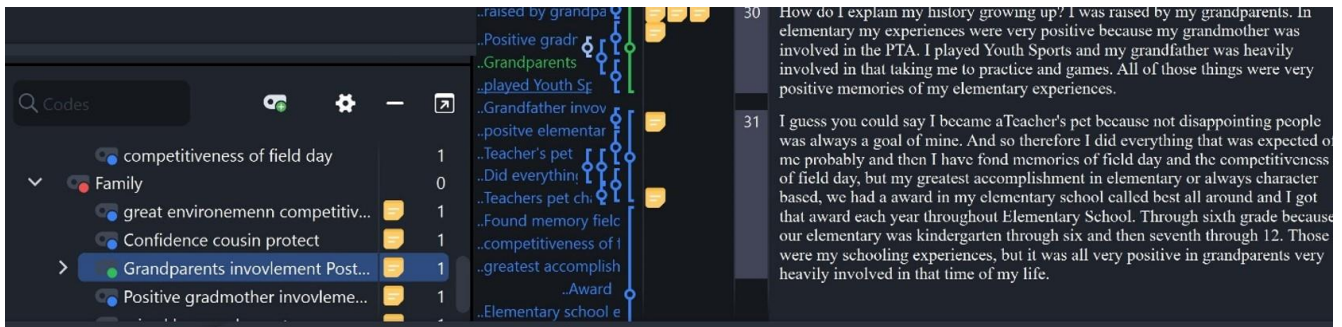 Codes
competitiveness of field day 1
Family 0
great environemenn competitiv... 1
Confidence cousin protect 1
Grandparents invovlement Post... 1
Positive gradmother invovleme... 1
..raised by grandpa
..Positive gradr
..Grandparents
..played Youth Sp
..Grandfather invov
..positve elementar
..Teacher's pet
..Did everything
..Teachers pet ch
..Found memory field
..competitiveness of f
..greatest accomplish
..Award
..Elementary school e
30 How do I explain my history growing up? I was raised by my grandparents. In
elementary my experiences were very positive because my grandmother was
involved in the PTA. I played Youth Sports and my grandfather was heavily
involved in that taking me to practice and games. All of those things were very
positive memories of my elementary experiences.
31 I guess you could say I became aTeacher's pet because not disappointing people
was always a goal of mine. And so therefore I did everything that was expected of
me probably and then I have fond memories of field day and the competitiveness
of field day, but my greatest accomplishment in elementary or always character
based, we had a award in my elementary school called best all around and I got
that award each year throughout Elementary School. Through sixth grade because
our elementary was kindergarten through six and then seventh through 12. Those
were my schooling experiences, but it was all very positive in grandparents very
heavily involved in that time of my life.